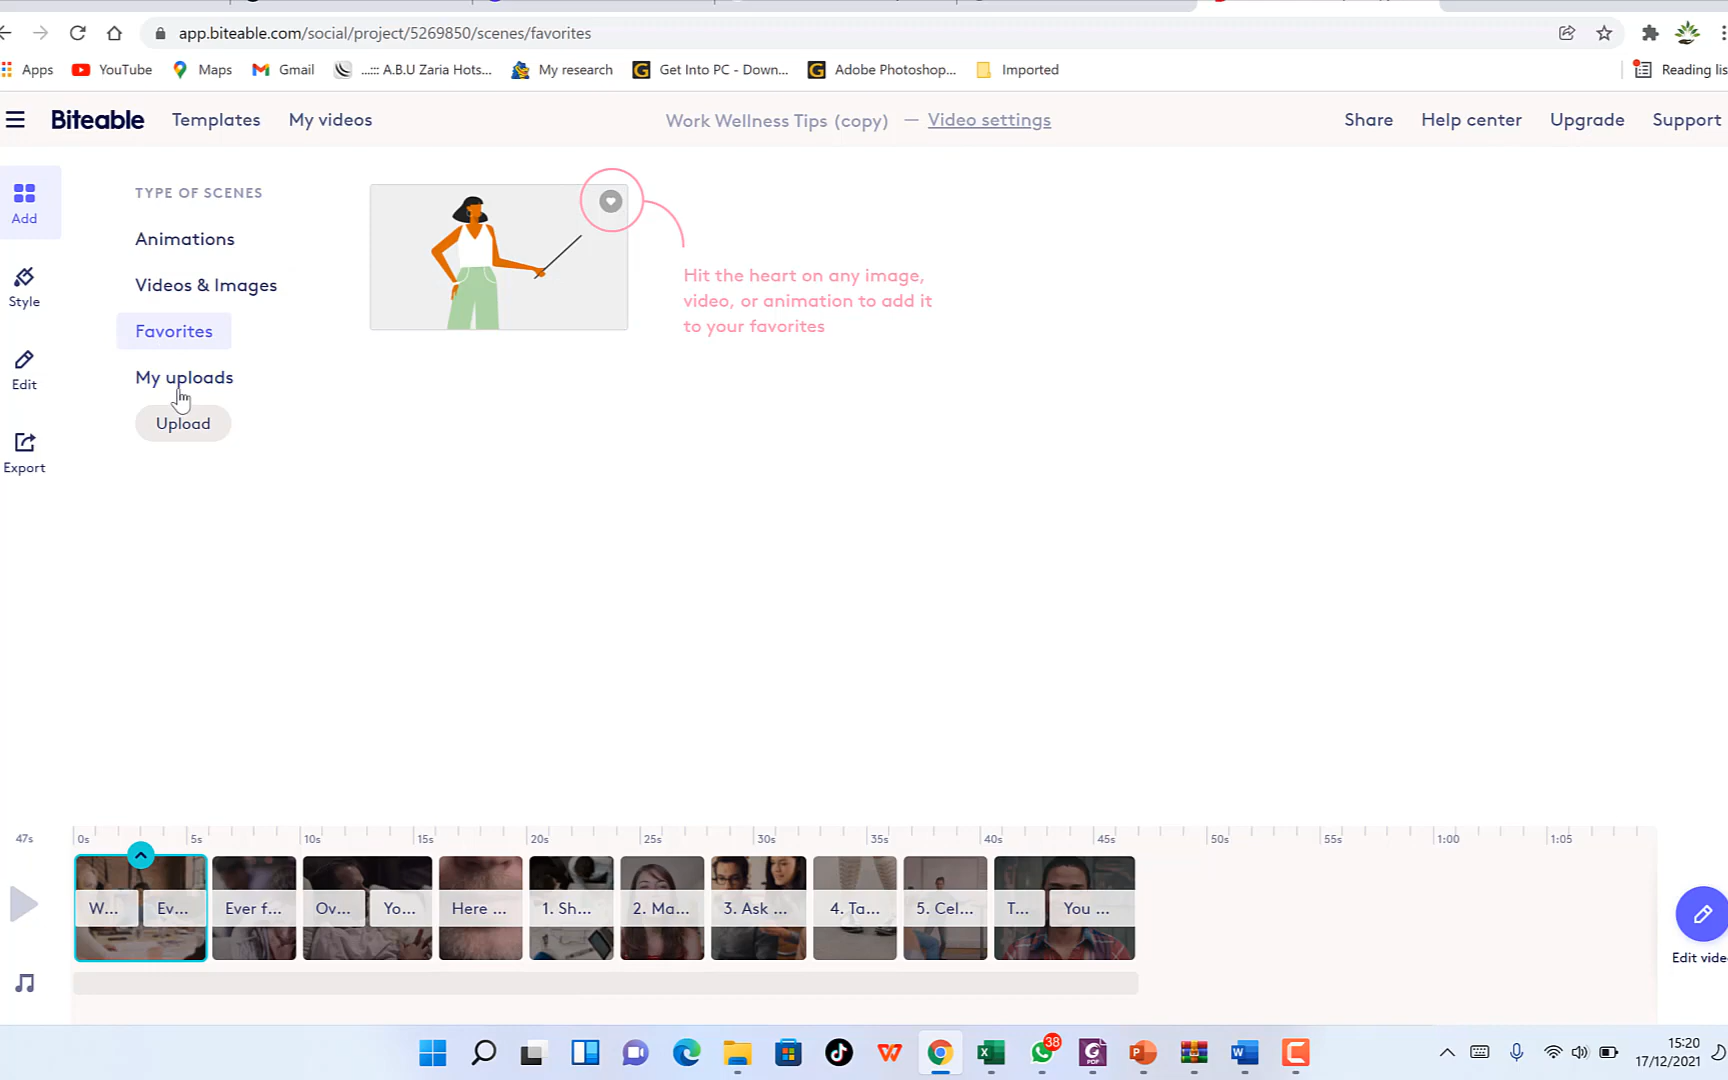 app.biteable.com/social/project/5269850/scenes/favorites
Apps YouTube Maps Gmail ...::: A.B.U Zaria Hots... My research Get Into PC - Down... Adobe Photoshop... Imported Reading lis
Biteable Templates My videos Work Wellness Tips (copy) — Video settings Share Help center Upgrade Support
Add
Style
Edit
Export
TYPE OF SCENES
Animations
Videos & Images
Favorites
My uploads
Upload
Hit the heart on any image,
video, or animation to add it
to your favorites
47s 0s 5s 10s 15s 20s 25s 30s 35s 40s 45s 50s 55s 1:00 1:05
W... Ev... Ever f... Ov... Yo... Here ... 1. Sh... 2. Ma... 3. Ask ... 4. Ta... 5. Cel... T... You ...
Edit vide
38
15:20
17/12/2021